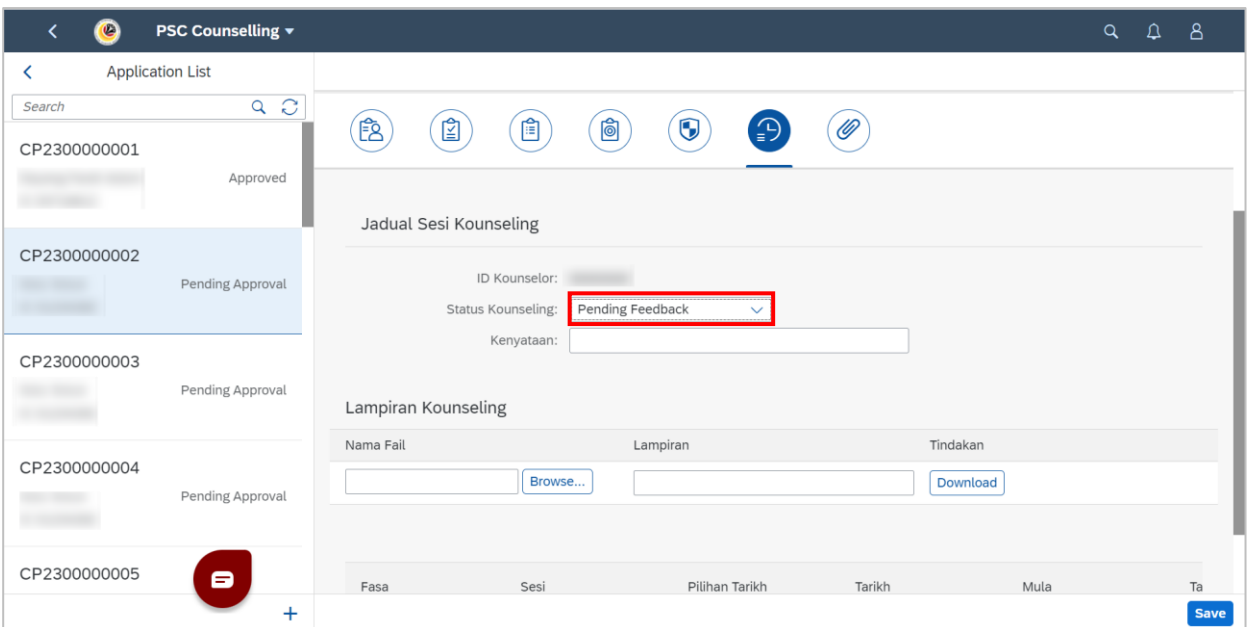 PSC Counselling
Application List
Search
CP2300000001
Approved
CP2300000002
Pending Approval
CP2300000003
Pending Approval
CP2300000004
Pending Approval
CP2300000005
Jadual Sesi Kounseling
ID Kounselor:
Status Kounseling: Pending Feedback
Kenyataan:
Lampiran Kounseling
Nama Fail Lampiran Tindakan
Browse... Download
Fasa Sesi Pilihan Tarikh Tarikh Mula Ta
Save